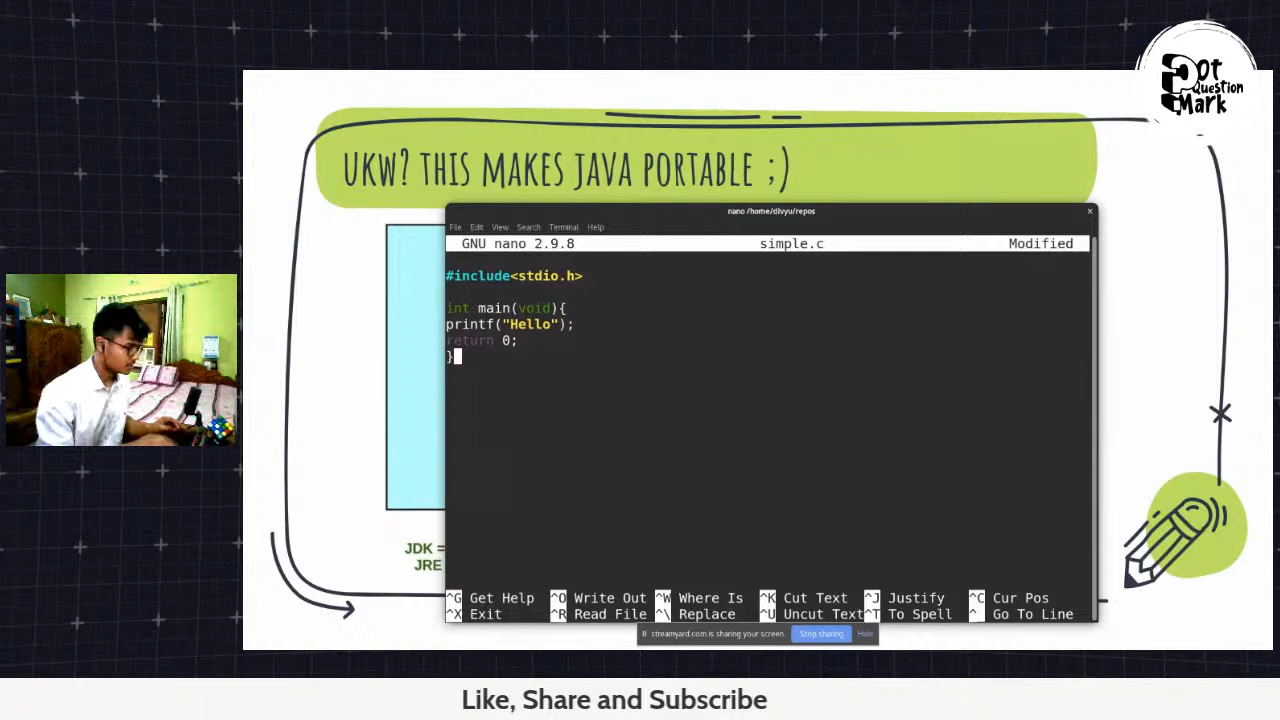 Dot
Question
Mark
UKW? THIS MAKES JAVA PORTABLE ;)
nano /home/divyu/repos
×
File Edit View Search Terminal Help
GNU nano 2.9.8 simple.c Modified
#include<stdio.h>
int main(void){
printf("Hello");
return 0;
}
JDK =
JRE
^G Get Help ^O Write Out ^W Where Is ^K Cut Text ^J Justify ^C Cur Pos
^X Exit ^R Read File ^\ Replace ^U Uncut Text ^T To Spell ^_ Go To Line
streamyard.com is sharing your screen. Stop sharing Hide
Like, Share and Subscribe